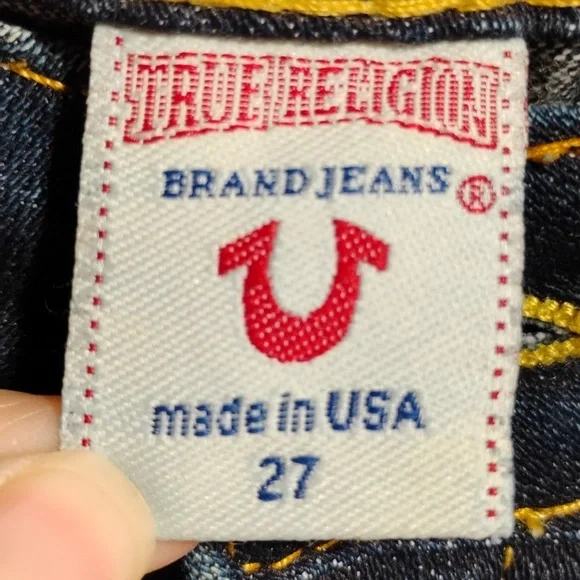 TRUE RELIGION
BRAND JEANS ®
made in USA
27